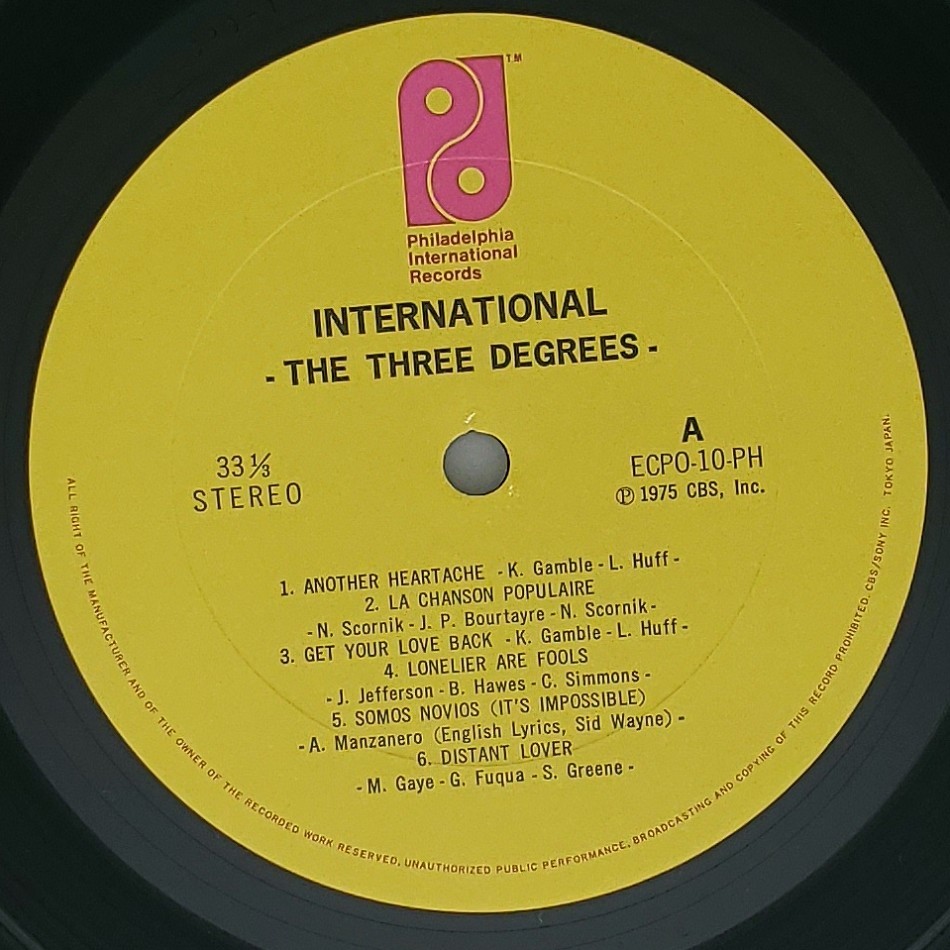 TM
Philadelphia
International
Records
INTERNATIONAL
- THE THREE DEGREES -
33⅓
STEREO
A
ECPO-10-PH
℗ 1975 CBS, Inc.
1. ANOTHER HEARTACHE - K. Gamble - L. Huff -
2. LA CHANSON POPULAIRE
- N. Scornik - J. P. Bourtayre - N. Scornik -
3. GET YOUR LOVE BACK - K. Gamble - L. Huff -
4. LONELIER ARE FOOLS
- J. Jefferson - B. Hawes - C. Simmons -
5. SOMOS NOVIOS (IT'S IMPOSSIBLE)
- A. Manzanero (English Lyrics, Sid Wayne) -
6. DISTANT LOVER
- M. Gaye - G. Fuqua - S. Greene -
ALL RIGHT OF THE MANUFACTURER AND OF THE OWNER OF THE RECORDED WORK RESERVED. UNAUTHORIZED PUBLIC PERFORMANCE. BROADCASTING AND COPYING OF THIS RECORD PROHIBITED. CBS/SONY INC. TOKYO JAPAN.